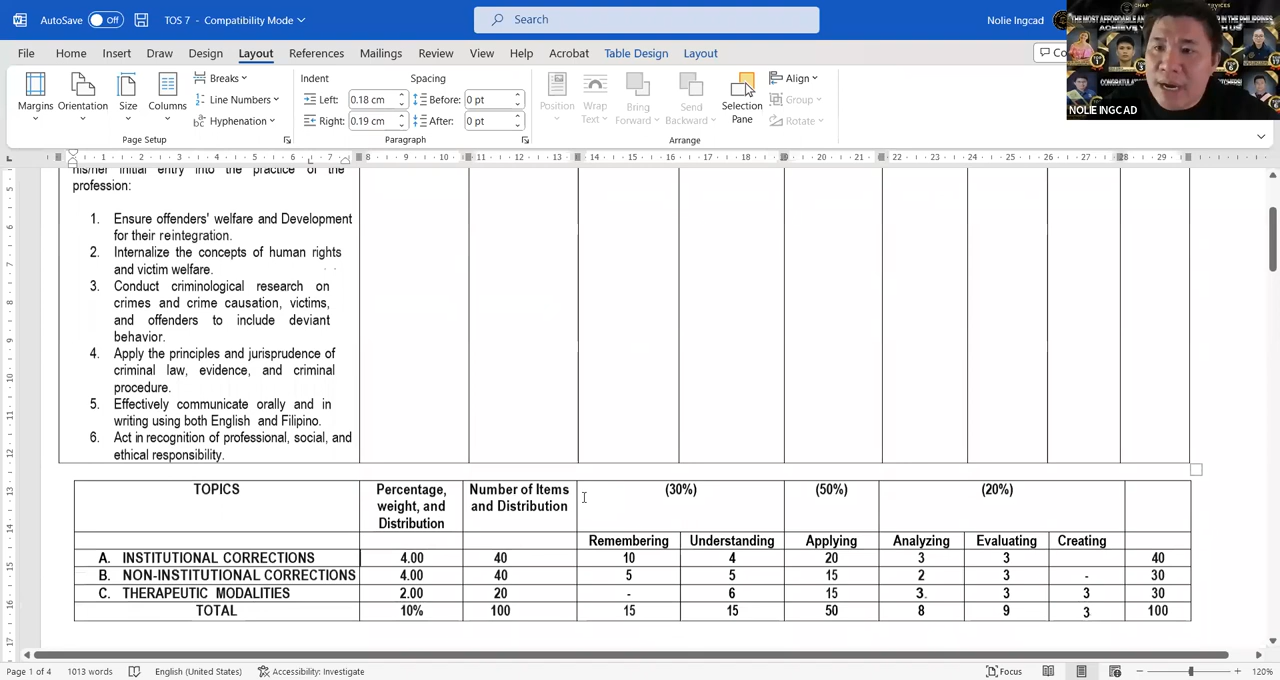 AutoSave Off TOS 7 - Compatibility Mode Search Nolie Ingcad
File Home Insert Draw Design Layout References Mailings Review View Help Acrobat Table Design Layout
Margins Orientation Size Columns Breaks Line Numbers Hyphenation
Page Setup
Indent Spacing
Left: 0.18 cm Before: 0 pt
Right: 0.19 After: 0 pt
Paragraph
Position Wrap Text Bring Forward Send Backward Selection Pane Align Group Rotate
Arrange
NOLIE INGCAD
his/her initial entry into the practice of the
profession:
1. Ensure offenders' welfare and Development
for their reintegration.
2. Internalize the concepts of human rights
and victim welfare.
3. Conduct criminological research on
crimes and crime causation, victims,
and offenders to include deviant
behavior.
4. Apply the principles and jurisprudence of
criminal law, evidence, and criminal
procedure.
5. Effectively communicate orally and in
writing using both English and Filipino.
6. Act in recognition of professional, social, and
ethical responsibility.
TOPICS Percentage, weight, and Distribution Number of Items and Distribution (30%) (50%) (20%)
Remembering Understanding Applying Analyzing Evaluating Creating
A. INSTITUTIONAL CORRECTIONS 4.00 40 10 4 20 3 3 40
B. NON-INSTITUTIONAL CORRECTIONS 4.00 40 5 5 15 2 3 - 30
C. THERAPEUTIC MODALITIES 2.00 20 - 6 15 3 3 3 30
TOTAL 10% 100 15 15 50 8 9 3 100
Page 1 of 4 1013 words English (United States) Accessibility: Investigate Focus 120%